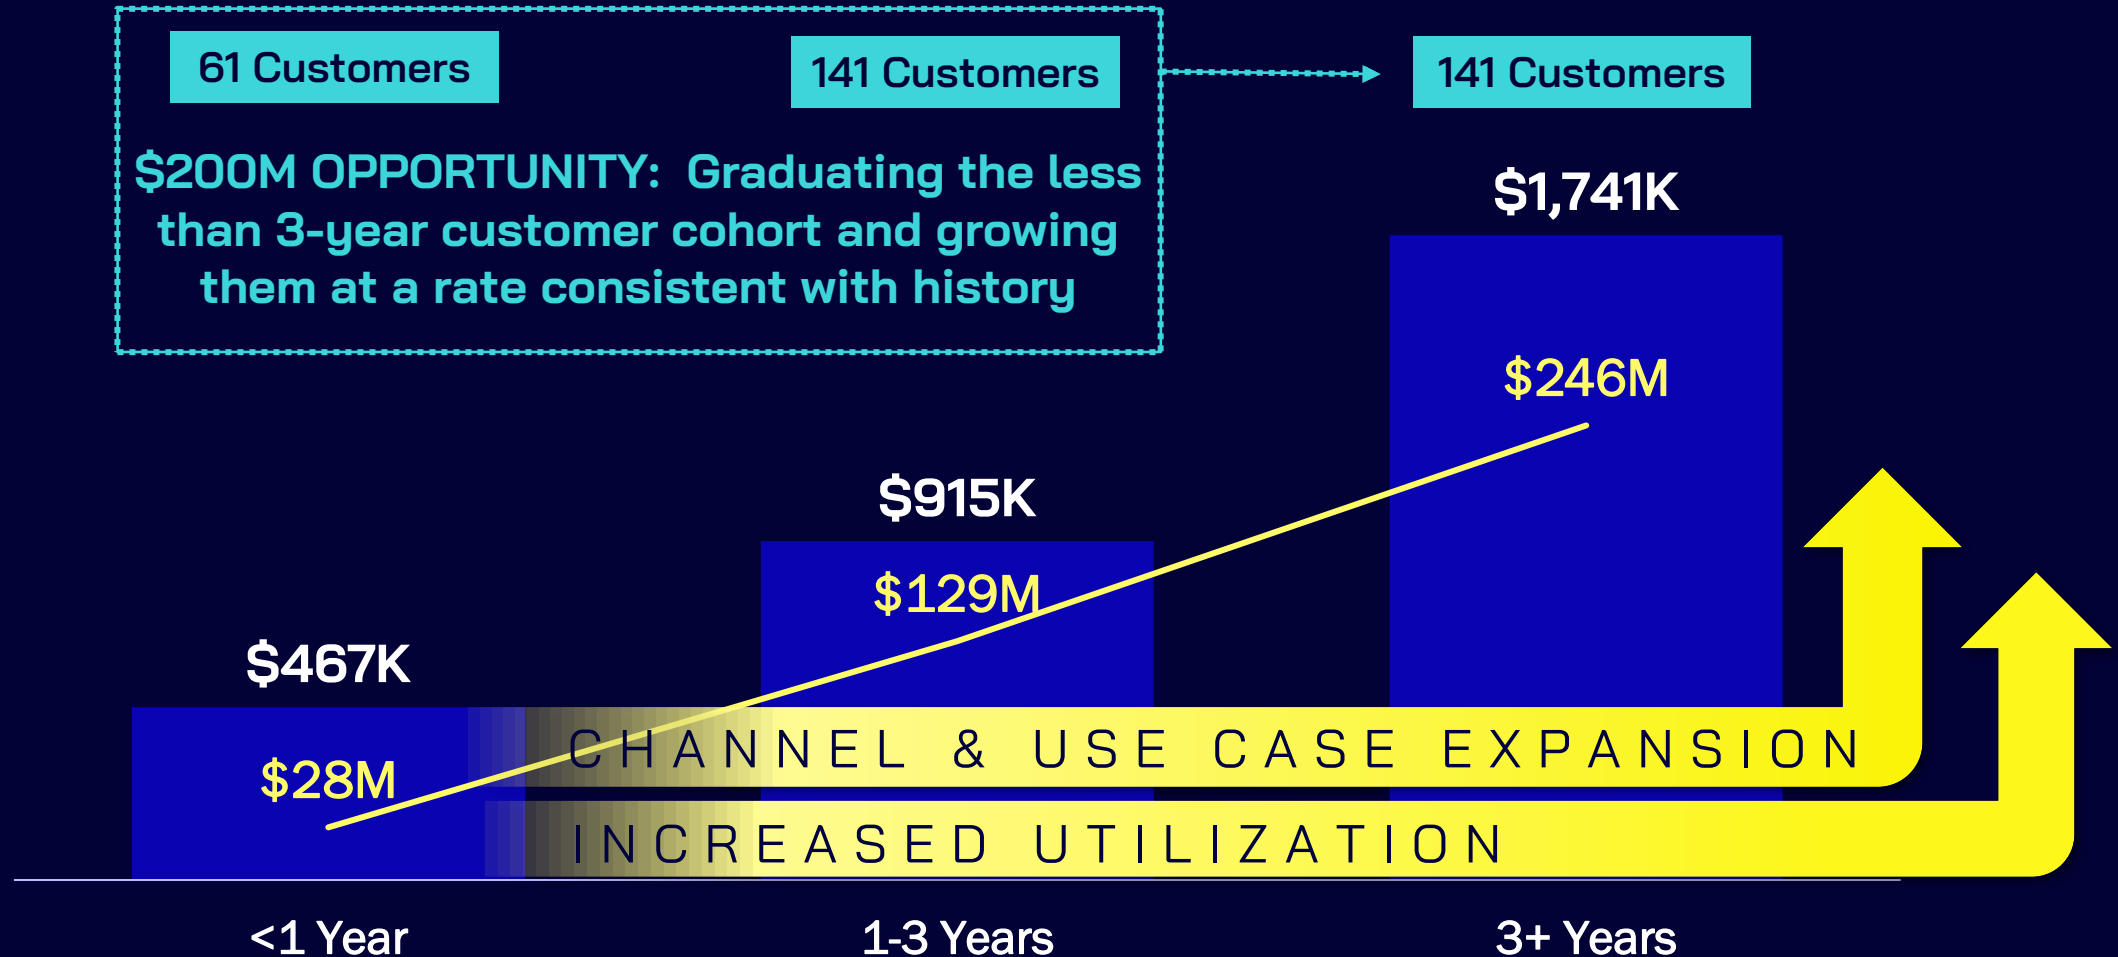 61 Customers
141 Customers
141 Customers
$200M OPPORTUNITY:  Graduating the less
than 3-year customer cohort and growing
them at a rate consistent with history
$1,741K
$246M
$915K
$129M
$467K
$28M
CHANNEL & USE CASE EXPANSION
INCREASED UTILIZATION
<1 Year
1-3 Years
3+ Years